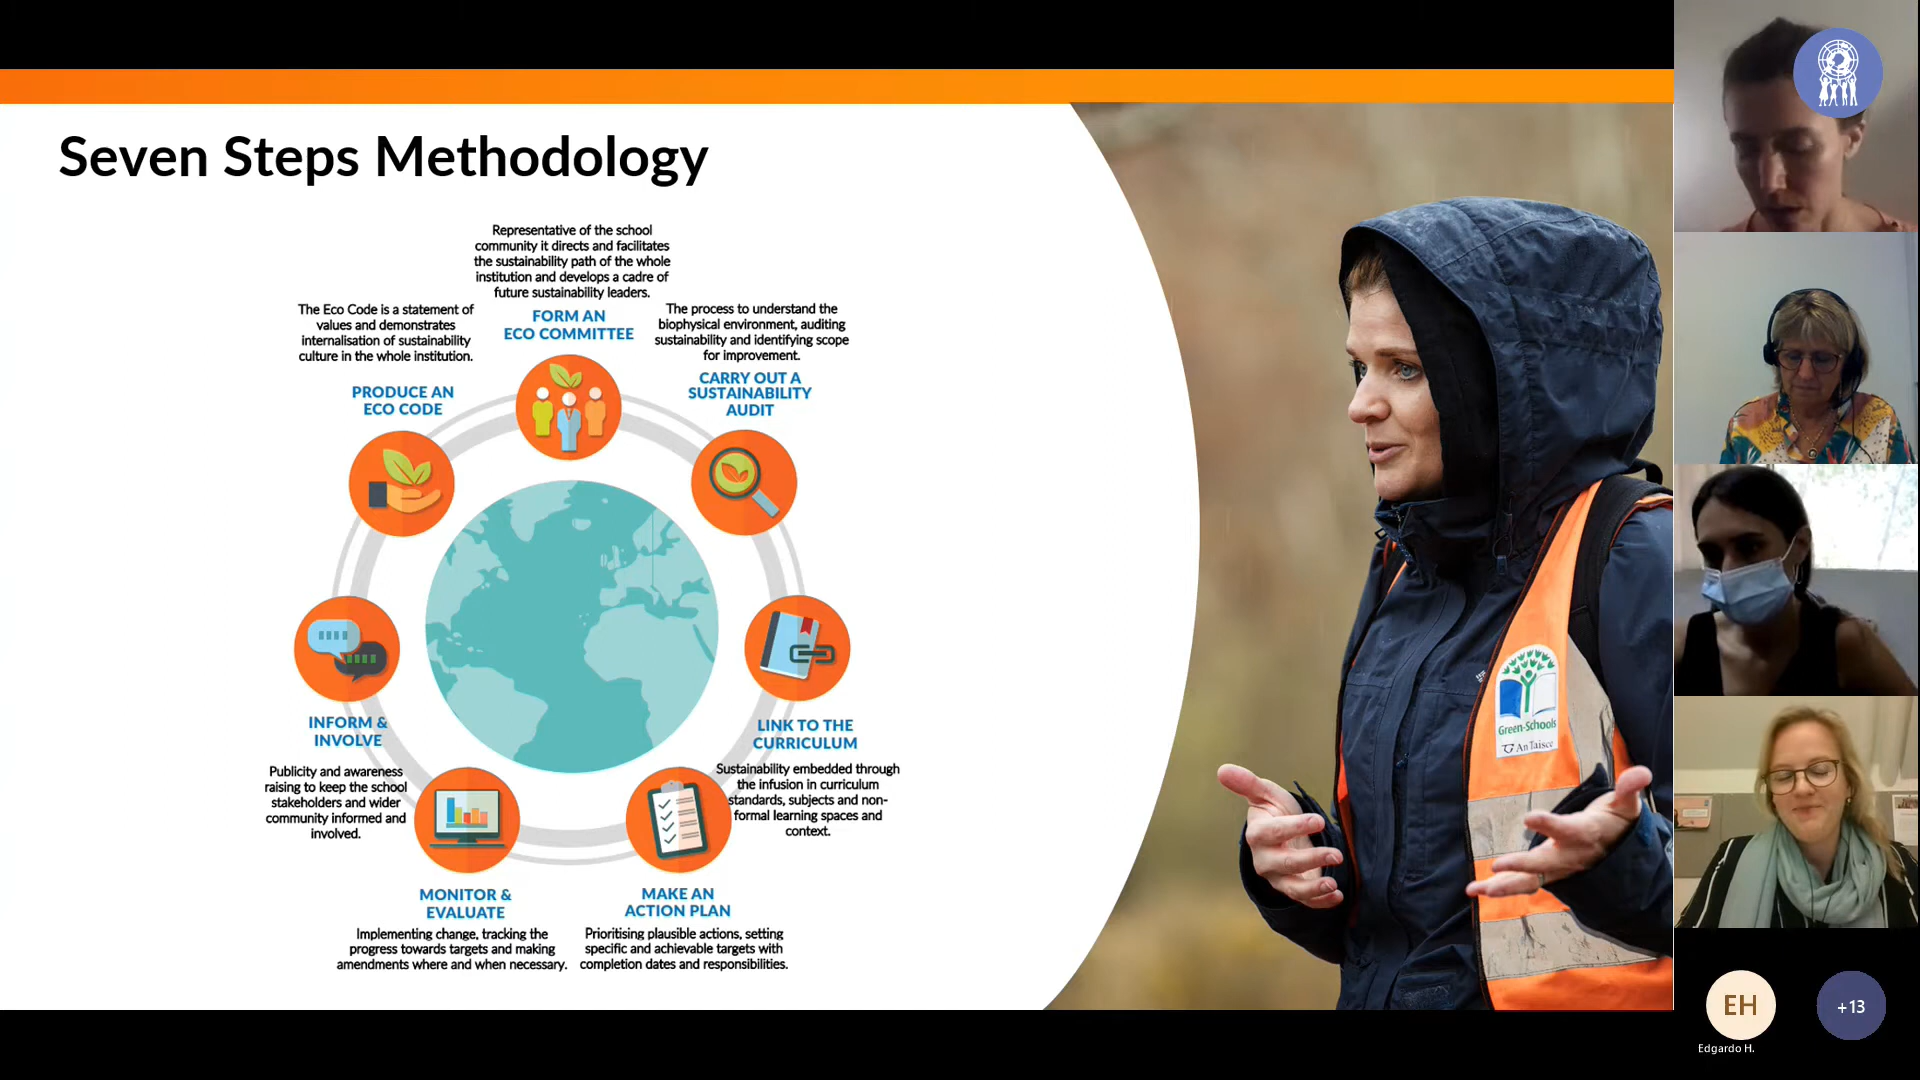 Seven Steps Methodology
Representative of the school
community it directs and facilitates
the sustainability path of the whole
institution and develops a cadre of
future sustainability leaders.
FORM AN
ECO COMMITTEE
The process to understand the
biophysical environment, auditing
sustainability and identifying scope
for improvement.
CARRY OUT A
SUSTAINABILITY
AUDIT
LINK TO THE
CURRICULUM
Sustainability embedded through
the infusion in curriculum
standards, subjects and non-
formal learning spaces and
context.
MAKE AN
ACTION PLAN
Prioritising plausible actions, setting
specific and achievable targets with
completion dates and responsibilities.
MONITOR &
EVALUATE
Implementing change, tracking the
progress towards targets and making
amendments where and when necessary.
INFORM &
INVOLVE
Publicity and awareness
raising to keep the school
stakeholders and wider
community informed and
involved.
The Eco Code is a statement of
values and demonstrates
internalisation of sustainability
culture in the whole institution.
PRODUCE AN
ECO CODE
Green-Schools
An Taisce
EH
Edgardo H.
+13